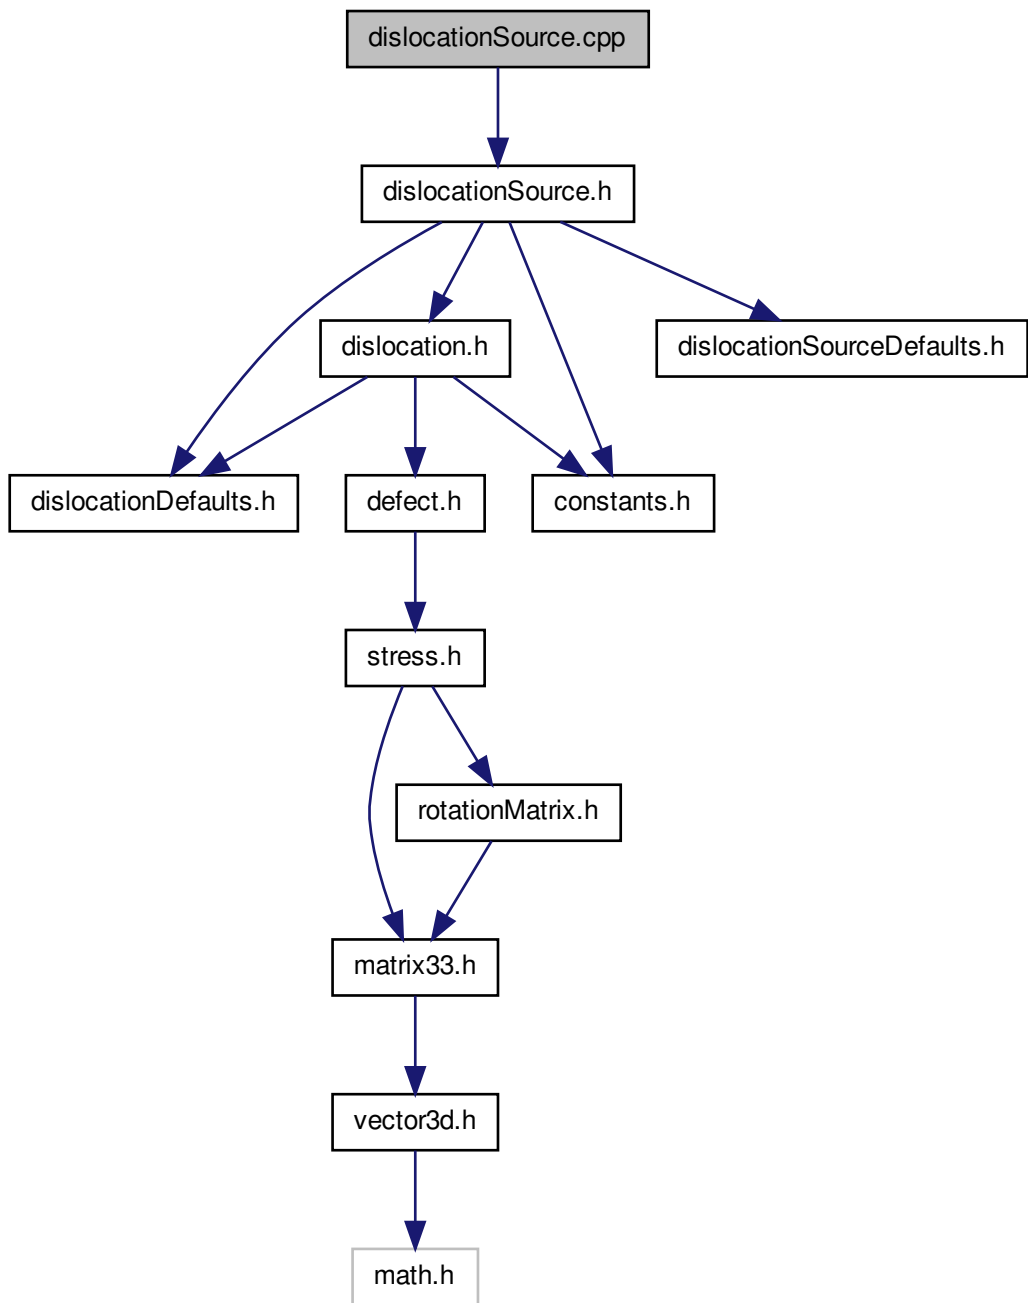 dislocationSource.cpp
dislocationSource.h
dislocation.h
dislocationSourceDefaults.h
dislocationDefaults.h
defect.h
constants.h
stress.h
rotationMatrix.h
matrix33.h
vector3d.h
math.h